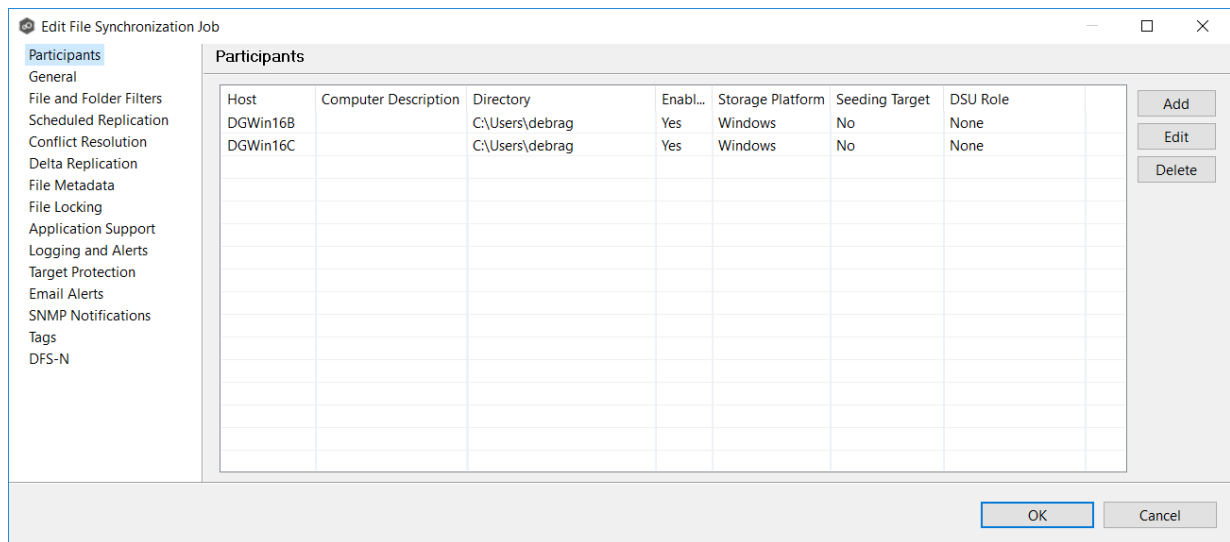 Edit File Synchronization Job
Participants
General
File and Folder Filters
Scheduled Replication
Conflict Resolution
Delta Replication
File Metadata
File Locking
Application Support
Logging and Alerts
Target Protection
Email Alerts
SNMP Notifications
Tags
DFS-N
Participants
Host Computer Description Directory Enabl... Storage Platform Seeding Target DSU Role
DGWin16B C:\Users\debrag Yes Windows No None
DGWin16C C:\Users\debrag Yes Windows No None
Add
Edit
Delete
OK Cancel